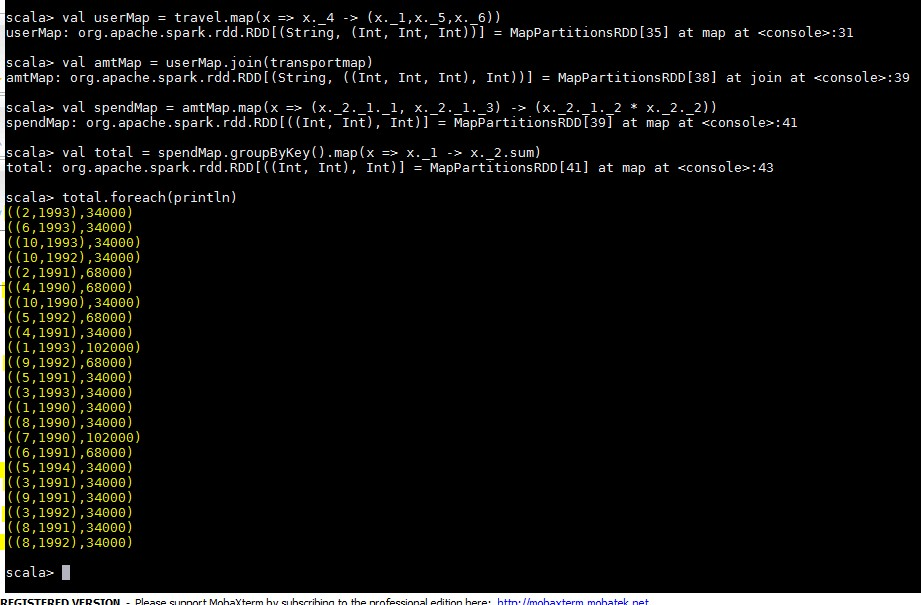 scala> val userMap = travel.map(x => x._4 -> (x._1,x._5,x._6))
userMap: org.apache.spark.rdd.RDD[(String, (Int, Int, Int))] = MapPartitionsRDD[35] at map at <console>:31
scala> val amtMap = userMap.join(transportmap)
amtMap: org.apache.spark.rdd.RDD[(String, ((Int, Int, Int), Int))] = MapPartitionsRDD[38] at join at <console>:39
scala> val spendMap = amtMap.map(x => (x._2._1._1, x._2._1._3) -> (x._2._1._2 * x._2._2))
spendMap: org.apache.spark.rdd.RDD[((Int, Int), Int)] = MapPartitionsRDD[39] at map at <console>:41
scala> val total = spendMap.groupByKey().map(x => x._1 -> x._2.sum)
total: org.apache.spark.rdd.RDD[((Int, Int), Int)] = MapPartitionsRDD[41] at map at <console>:43
scala> total.foreach(println)
((2,1993),34000)
((6,1993),34000)
((10,1993),34000)
((10,1992),34000)
((2,1991),68000)
((4,1990),68000)
((10,1990),34000)
((5,1992),68000)
((4,1991),34000)
((1,1993),102000)
((9,1992),68000)
((5,1991),34000)
((3,1993),34000)
((1,1990),34000)
((8,1990),34000)
((7,1990),102000)
((6,1991),68000)
((5,1994),34000)
((3,1991),34000)
((9,1991),34000)
((3,1992),34000)
((8,1991),34000)
((8,1992),34000)
scala>
REGISTERED VERSION - Please support MobaXterm by subscribing to the professional edition here: http://mobaxterm.mobatek.net